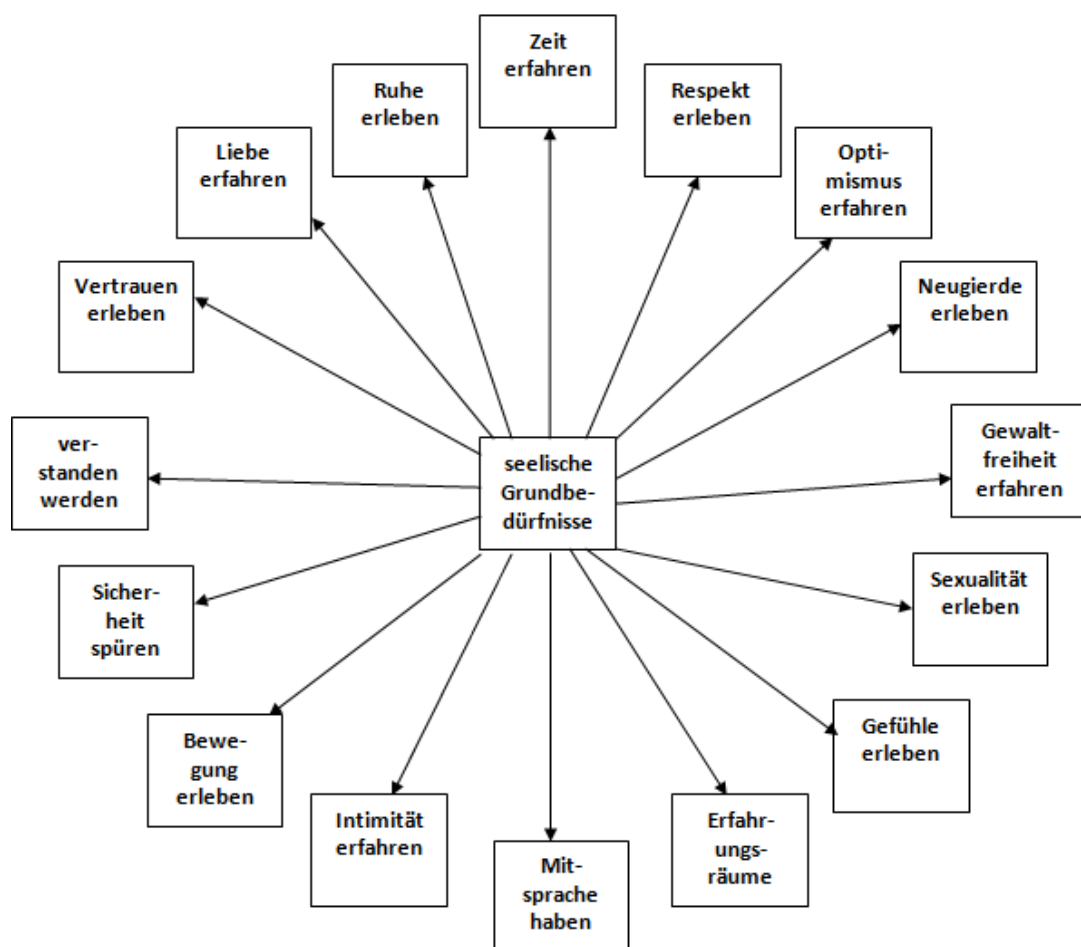 Zeit
erfahren
Ruhe
erleben
Respekt
erleben
Liebe
erfahren
Opti-
mismus
erfahren
Vertrauen
erleben
Neugierde
erleben
ver-
standen
werden
seelische
Grundbe-
dürfnisse
Gewalt-
freiheit
erfahren
Sicher-
heit
spüren
Sexualität
erleben
Bewe-
gung
erleben
Gefühle
erleben
Intimität
erfahren
Erfahr-
ungs-
räume
Mit-
sprache
haben